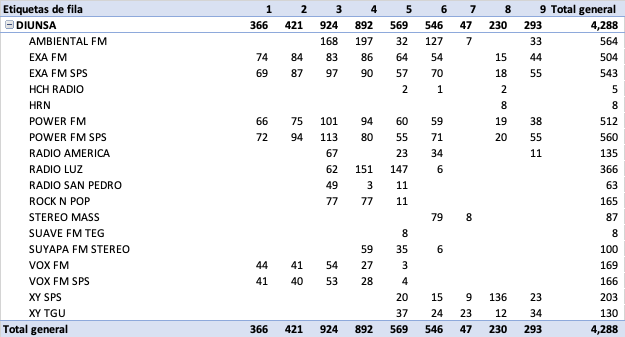 Etiquetas de fila 1 2 3 4 5 6 7 8 9 Total general
DIUNSA 366 421 924 892 569 546 47 230 293 4,288
AMBIENTAL FM 168 197 32 127 7 33 564
EXA FM 74 84 83 86 64 54 15 44 504
EXA FM SPS 69 87 97 90 57 70 18 55 543
HCH RADIO 2 1 2 5
HRN 8 8
POWER FM 66 75 101 94 60 59 19 38 512
POWER FM SPS 72 94 113 80 55 71 20 55 560
RADIO AMERICA 67 23 34 11 135
RADIO LUZ 62 151 147 6 366
RADIO SAN PEDRO 49 3 11 63
ROCK N POP 77 77 11 165
STEREO MASS 79 8 87
SUAVE FM TEG 8 8
SUYAPA FM STEREO 59 35 6 100
VOX FM 44 41 54 27 3 169
VOX FM SPS 41 40 53 28 4 166
XY SPS 20 15 9 136 23 203
XY TGU 37 24 23 12 34 130
Total general 366 421 924 892 569 546 47 230 293 4,288